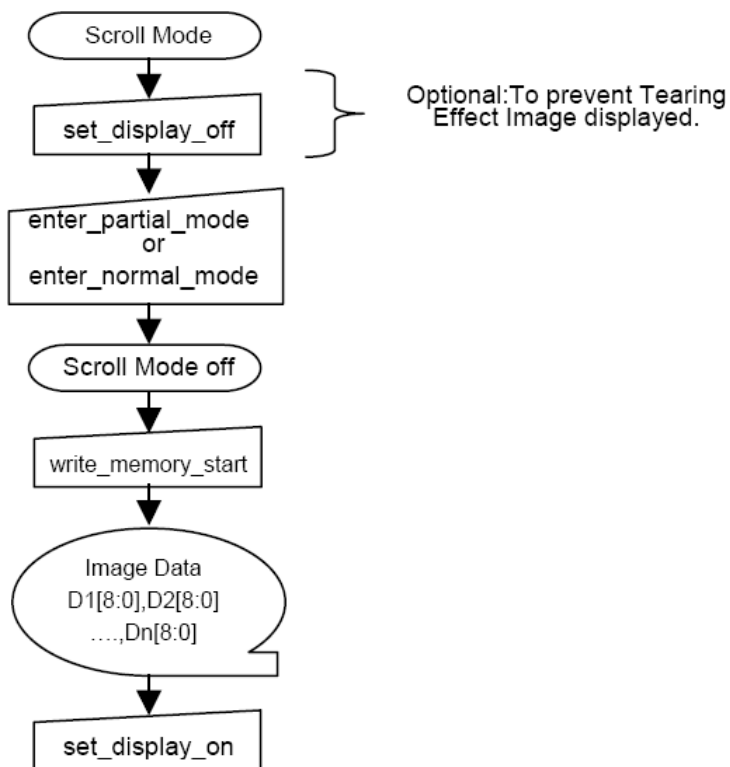 Scroll Mode
set_display_off
Optional:To prevent Tearing
Effect Image displayed.
enter_partial_mode
or
enter_normal_mode
Scroll Mode off
write_memory_start
Image Data
D1[8:0],D2[8:0]
....,Dn[8:0]
set_display_on